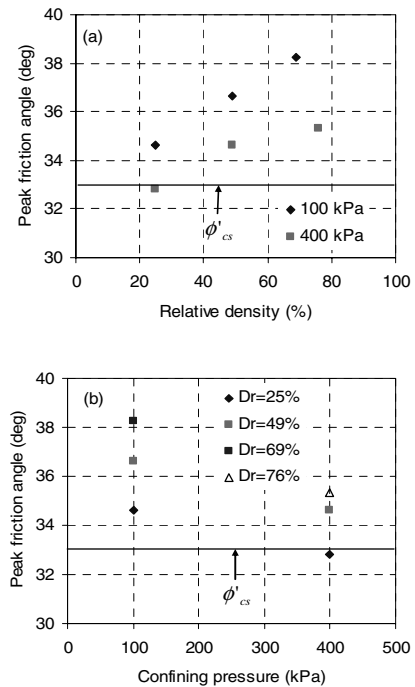 (a)
Peak friction angle (deg)
40
38
36
34
32
30
ϕ'cs
100 kPa
400 kPa
0 20 40 60 80 100
Relative density (%)
(b)
Peak friction angle (deg)
40
38
36
34
32
30
Dr=25%
Dr=49%
Dr=69%
Dr=76%
ϕ'cs
0 100 200 300 400 500
Confining pressure (kPa)